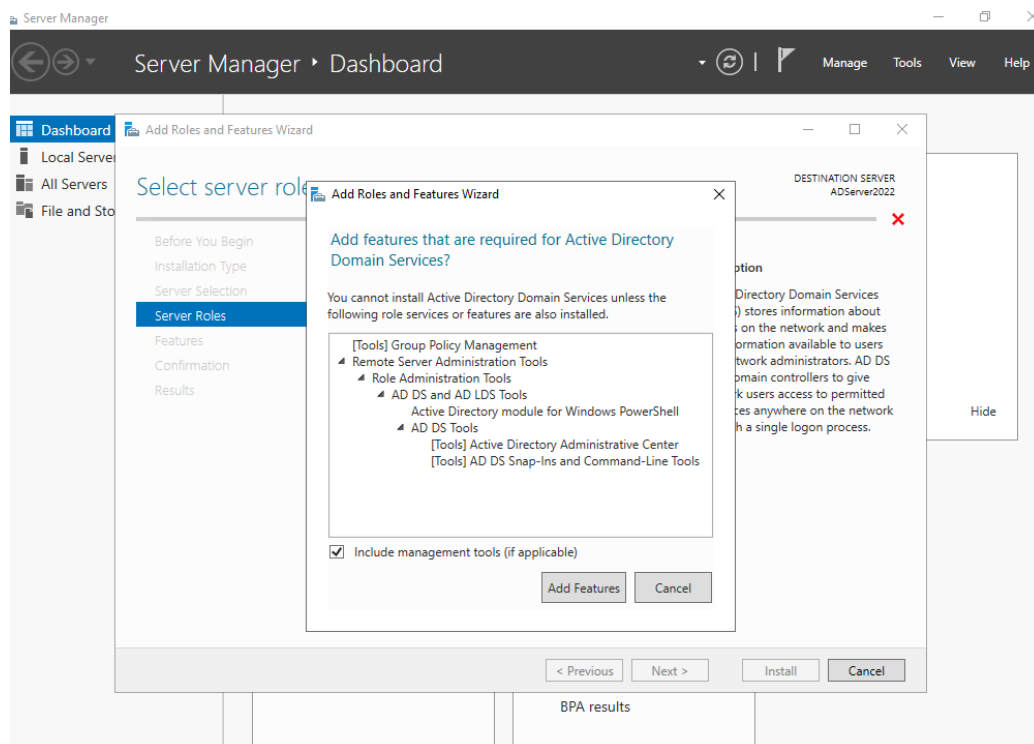 Server Manager
Server Manager • Dashboard
Manage Tools View Help
Dashboard
Local Server
All Servers
File and Sto
Add Roles and Features Wizard
Select server role
DESTINATION SERVER
ADServer2022
Before You Begin
Installation Type
Server Selection
Server Roles
Features
Confirmation
Results
Add Roles and Features Wizard
Add features that are required for Active Directory
Domain Services?
You cannot install Active Directory Domain Services unless the
following role services or features are also installed.
[Tools] Group Policy Management
Remote Server Administration Tools
Role Administration Tools
AD DS and AD LDS Tools
Active Directory module for Windows PowerShell
AD DS Tools
[Tools] Active Directory Administrative Center
[Tools] AD DS Snap-Ins and Command-Line Tools
Include management tools (if applicable)
Add Features Cancel
Directory Domain Services
stores information about
on the network and makes
available to users
administrators. AD DS
controllers to give
users access to permitted
anywhere on the network
a single logon process.
Hide
< Previous Next > Install Cancel
BPA results